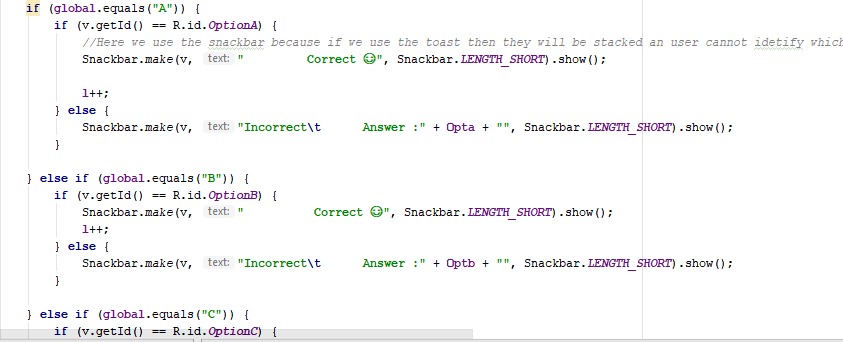 if (global.equals("A")) {
if (v.getId() == R.id.OptionA) {
//Here we use the snackbar because if we use the toast then they will be stacked an user cannot idetify which
Snackbar.make(v, text: "          Correct 😀", Snackbar.LENGTH_SHORT).show();
l++;
} else {
Snackbar.make(v, text: "Incorrect\t      Answer :" + Opta + "", Snackbar.LENGTH_SHORT).show();
}
} else if (global.equals("B")) {
if (v.getId() == R.id.OptionB) {
Snackbar.make(v, text: "          Correct 😀", Snackbar.LENGTH_SHORT).show();
l++;
} else {
Snackbar.make(v, text: "Incorrect\t      Answer :" + Optb + "", Snackbar.LENGTH_SHORT).show();
}
} else if (global.equals("C")) {
if (v.getId() == R.id.OptionC) {